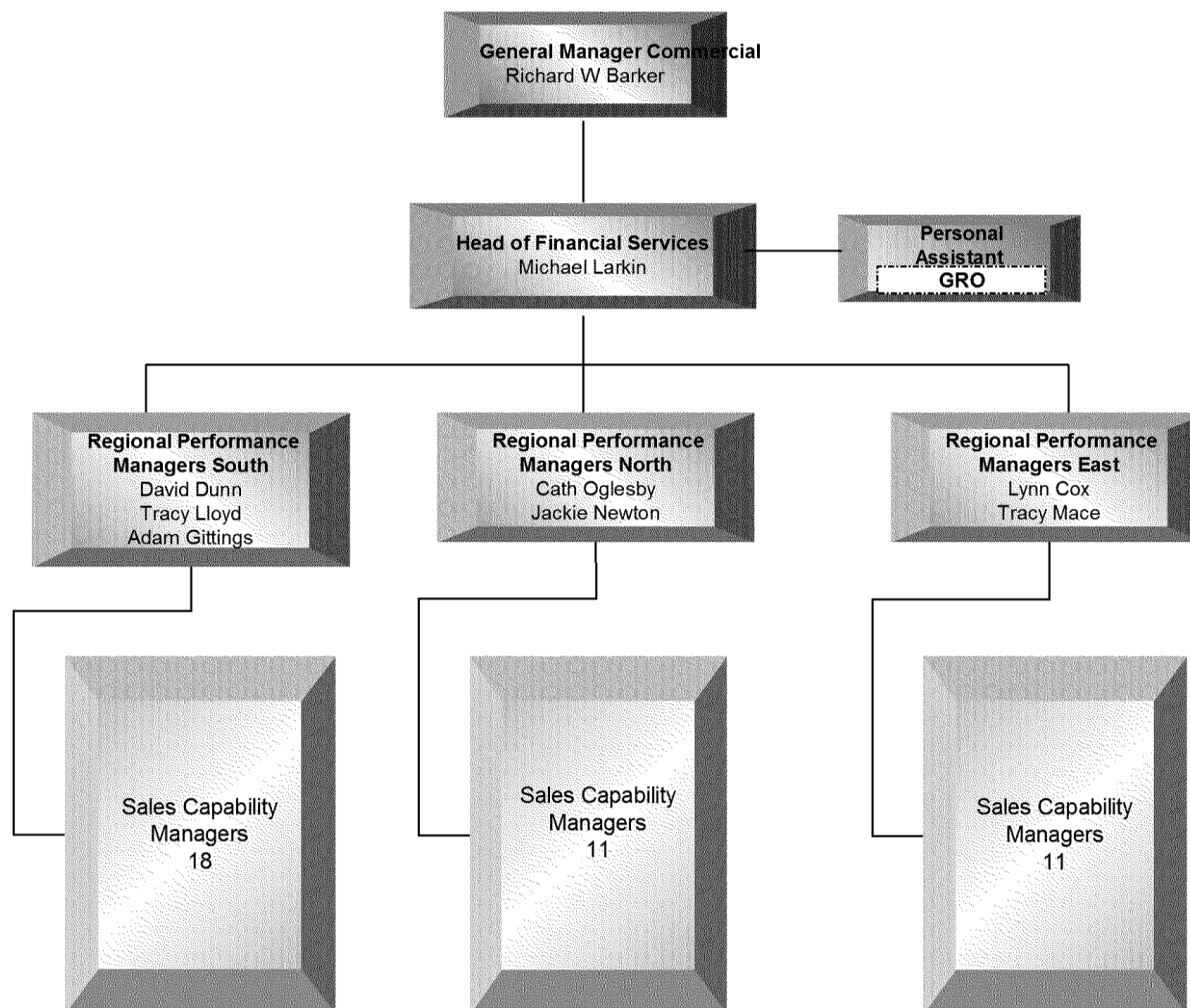 General Manager Commercial
Richard W Barker
Head of Financial Services
Michael Larkin
Personal
Assistant
GRO
Regional Performance
Managers South
David Dunn
Tracy Lloyd
Adam Gittings
Regional Performance
Managers North
Cath Oglesby
Jackie Newton
Regional Performance
Managers East
Lynn Cox
Tracy Mace
Sales Capability
Managers
18
Sales Capability
Managers
11
Sales Capability
Managers
11